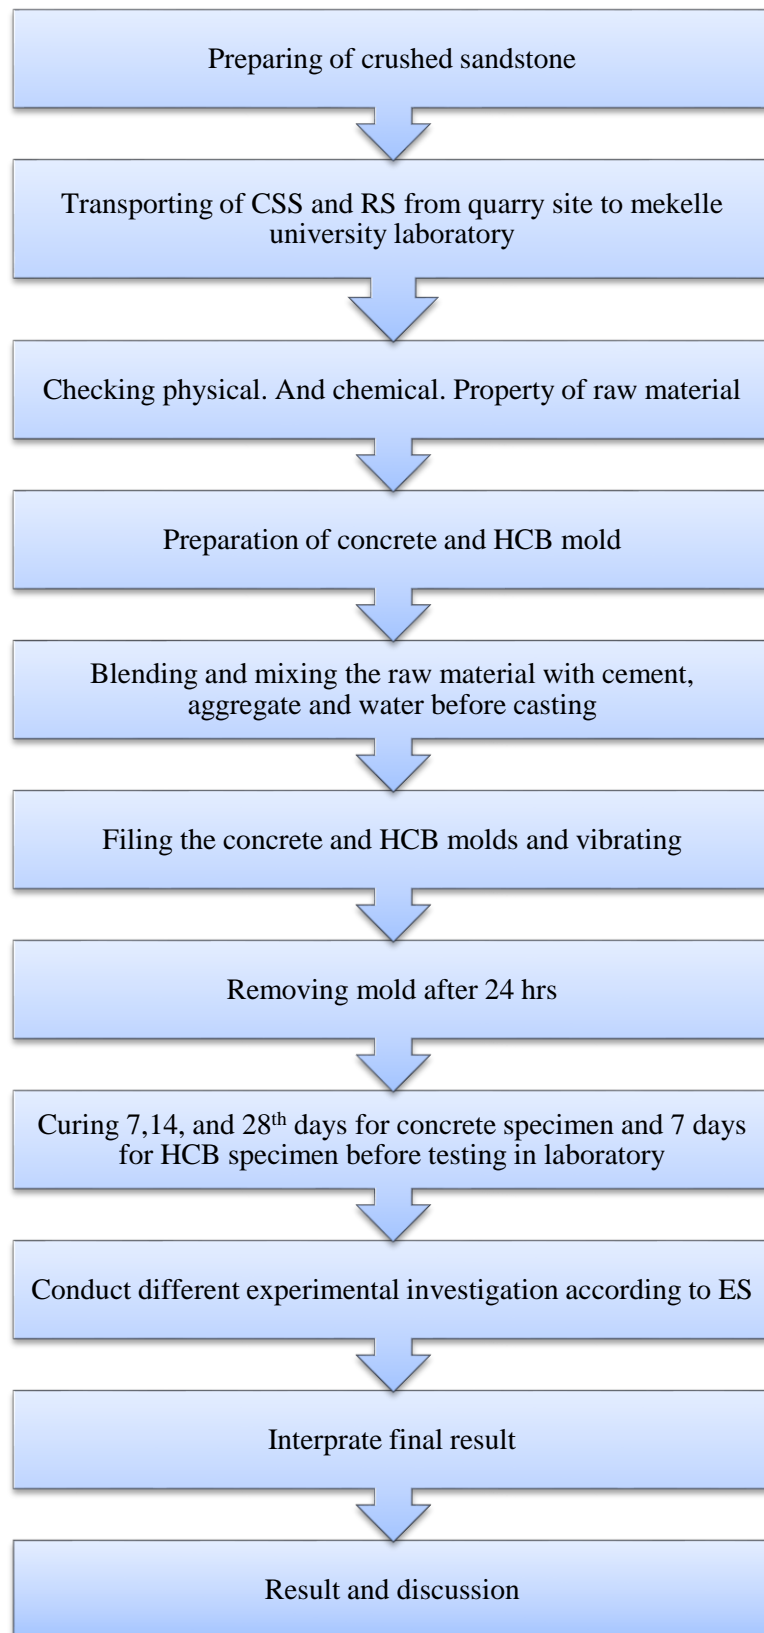 Preparing of crushed sandstone
Transporting of CSS and RS from quarry site to mekelle
university laboratory
Checking physical. And chemical. Property of raw material
Preparation of concrete and HCB mold
Blending and mixing the raw material with cement,
aggregate and water before casting
Filing the concrete and HCB molds and vibrating
Removing mold after 24 hrs
Curing 7,14, and 28th days for concrete specimen and 7 days
for HCB specimen before testing in laboratory
Conduct different experimental investigation according to ES
Interprate final result
Result and discussion